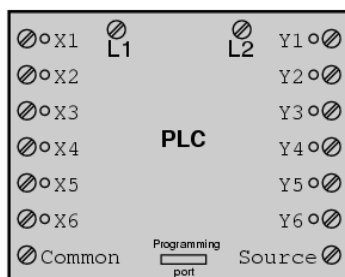 X1 L1 L2 Y1
X2 Y2
X3 Y3
X4 PLC Y4
X5 Y5
X6 Y6
Common Programming port Source